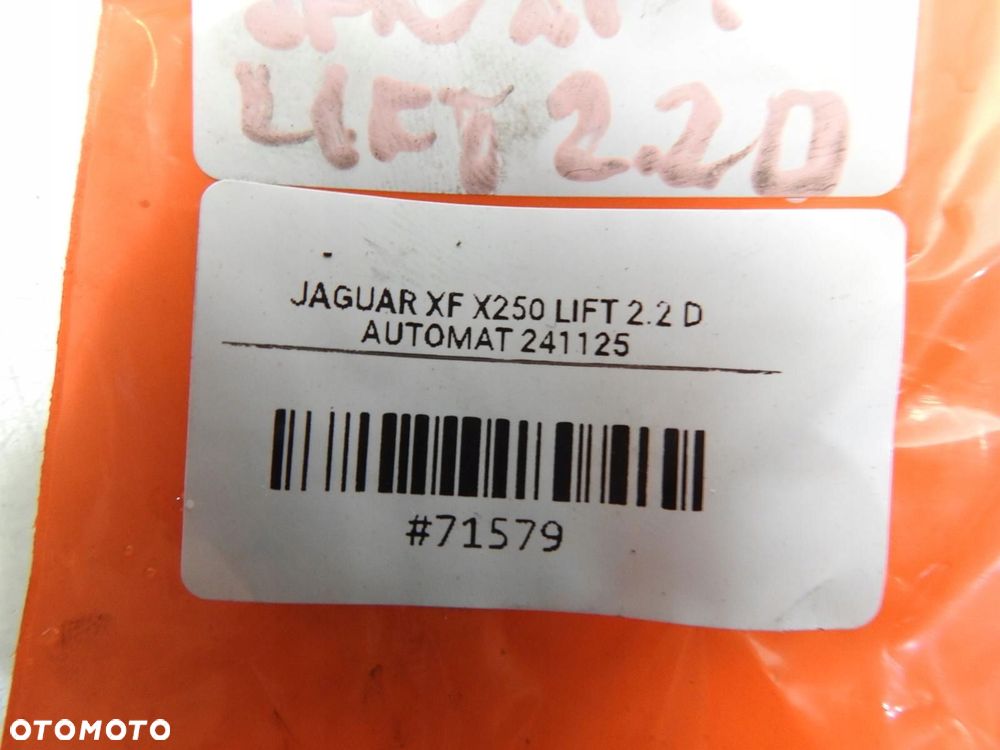 LIFT 2.2D
JAGUAR XF X250 LIFT 2.2 D
AUTOMAT 241125
#71579
OTOMOTO